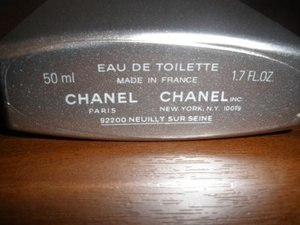 EAU DE TOILETTE
50 ml MADE IN FRANCE 1.7 FL.OZ.
CHANEL CHANEL INC
PARIS NEW YORK, N.Y. 10019
92200 NEUILLY SUR SEINE